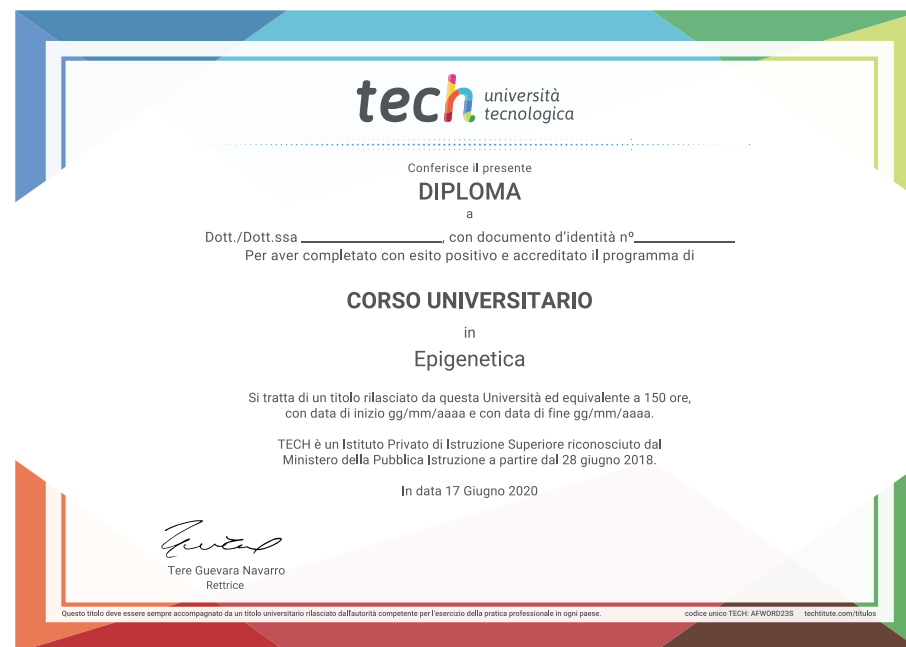 tech università
tecnologica
Conferisce il presente
DIPLOMA
a
Dott./Dott.ssa ____________________, con documento d'identità nº______________
Per aver completato con esito positivo e accreditato il programma di
CORSO UNIVERSITARIO
in
Epigenetica
Si tratta di un titolo rilasciato da questa Università ed equivalente a 150 ore,
con data di inizio gg/mm/aaaa e con data di fine gg/mm/aaaa.
TECH è un Istituto Privato di Istruzione Superiore riconosciuto dal
Ministero della Pubblica Istruzione a partire dal 28 giugno 2018.
In data 17 Giugno 2020
Tere Guevara Navarro
Rettrice
Questo titolo deve essere sempre accompagnato da un titolo universitario rilasciato dall'autorità competente per l'esercizio della pratica professionale in ogni paese. codice unico TECH: AFWORD23S techtitute.com/títulos